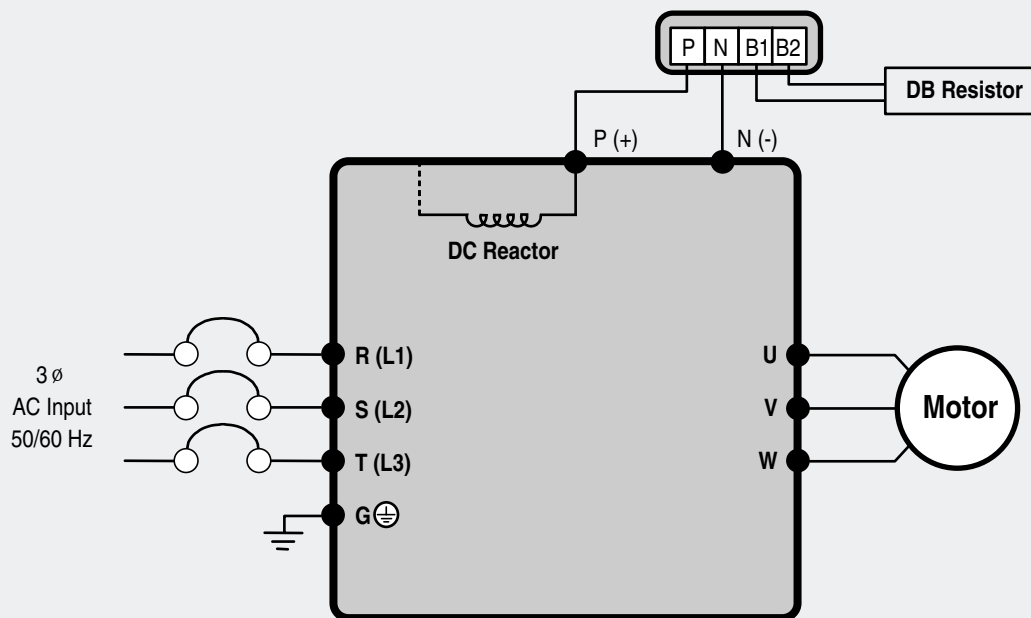 P N B1 B2
DB Resistor
P (+)
N (-)
DC Reactor
R (L1)
S (L2)
T (L3)
G
3 ø
AC Input
50/60 Hz
U
V
W
Motor